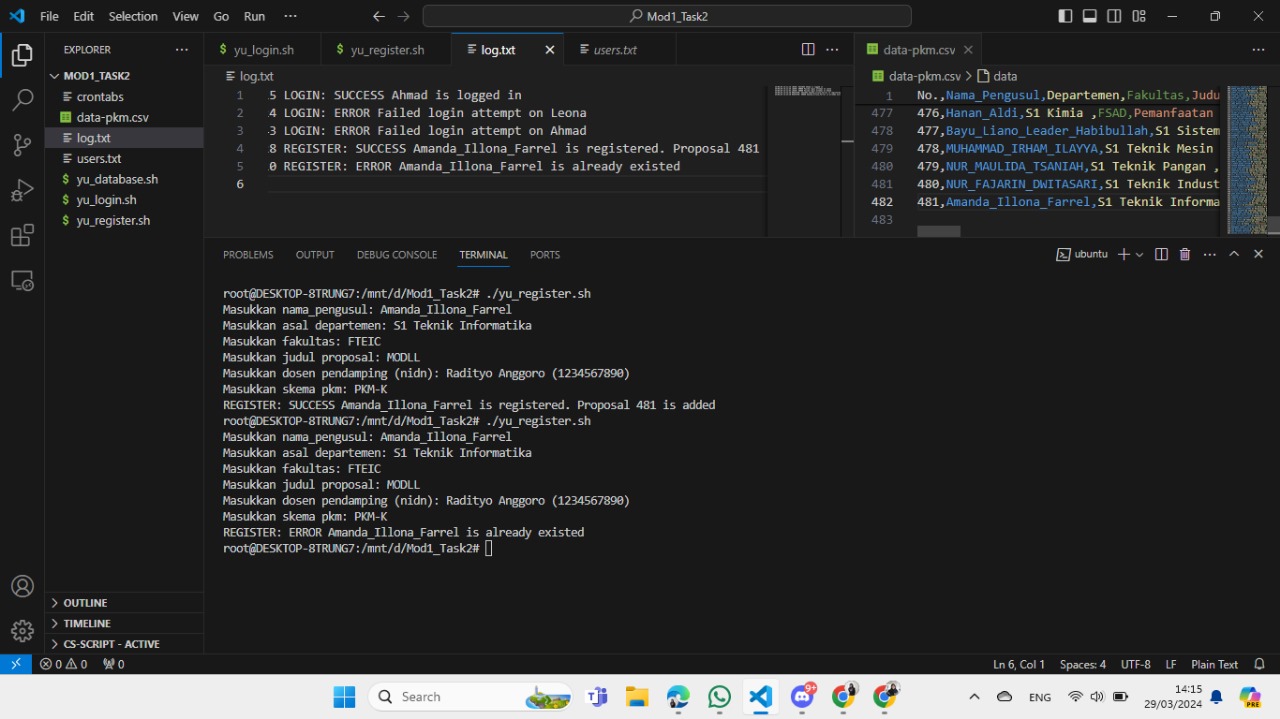 File Edit Selection View Go Run ··· Mod1_Task2
EXPLORER ···
MOD1_TASK2
crontabs
data-pkm.csv
log.txt
users.txt
$ yu_database.sh
$ yu_login.sh
$ yu_register.sh
OUTLINE
TIMELINE
CS-SCRIPT - ACTIVE
$ yu_login.sh $ yu_register.sh log.txt users.txt ···
log.txt
1 5 LOGIN: SUCCESS Ahmad is logged in
2 4 LOGIN: ERROR Failed login attempt on Leona
3 3 LOGIN: ERROR Failed login attempt on Ahmad
4 8 REGISTER: SUCCESS Amanda_Illona_Farrel is registered. Proposal 481
5 0 REGISTER: ERROR Amanda_Illona_Farrel is already existed
6
data-pkm.csv ···
data-pkm.csv > data
1 No.,Nama_Pengusul,Departemen,Fakultas,Judu
477 476,Hanan_Aldi,S1 Kimia ,FSAD,Pemanfaatan
478 477,Bayu_Liano_Leader_Habibullah,S1 Sistem
479 478,MUHAMMAD_IRHAM_ILAYYA,S1 Teknik Mesin
480 479,NUR_MAULIDA_TSANIAH,S1 Teknik Pangan ,
481 480,NUR_FAJARIN_DWITASARI,S1 Teknik Indust
482 481,Amanda_Illona_Farrel,S1 Teknik Informa
483
PROBLEMS OUTPUT DEBUG CONSOLE TERMINAL PORTS ubuntu ···
root@DESKTOP-8TRUNG7:/mnt/d/Mod1_Task2# ./yu_register.sh
Masukkan nama_pengusul: Amanda_Illona_Farrel
Masukkan asal departemen: S1 Teknik Informatika
Masukkan fakultas: FTEIC
Masukkan judul proposal: MODLL
Masukkan dosen pendamping (nidn): Radityo Anggoro (1234567890)
Masukkan skema pkm: PKM-K
REGISTER: SUCCESS Amanda_Illona_Farrel is registered. Proposal 481 is added
root@DESKTOP-8TRUNG7:/mnt/d/Mod1_Task2# ./yu_register.sh
Masukkan nama_pengusul: Amanda_Illona_Farrel
Masukkan asal departemen: S1 Teknik Informatika
Masukkan fakultas: FTEIC
Masukkan judul proposal: MODLL
Masukkan dosen pendamping (nidn): Radityo Anggoro (1234567890)
Masukkan skema pkm: PKM-K
REGISTER: ERROR Amanda_Illona_Farrel is already existed
root@DESKTOP-8TRUNG7:/mnt/d/Mod1_Task2#
0 0 0 Ln 6, Col 1 Spaces: 4 UTF-8 LF Plain Text
Search 9+ ENG 14:15
29/03/2024 PRE